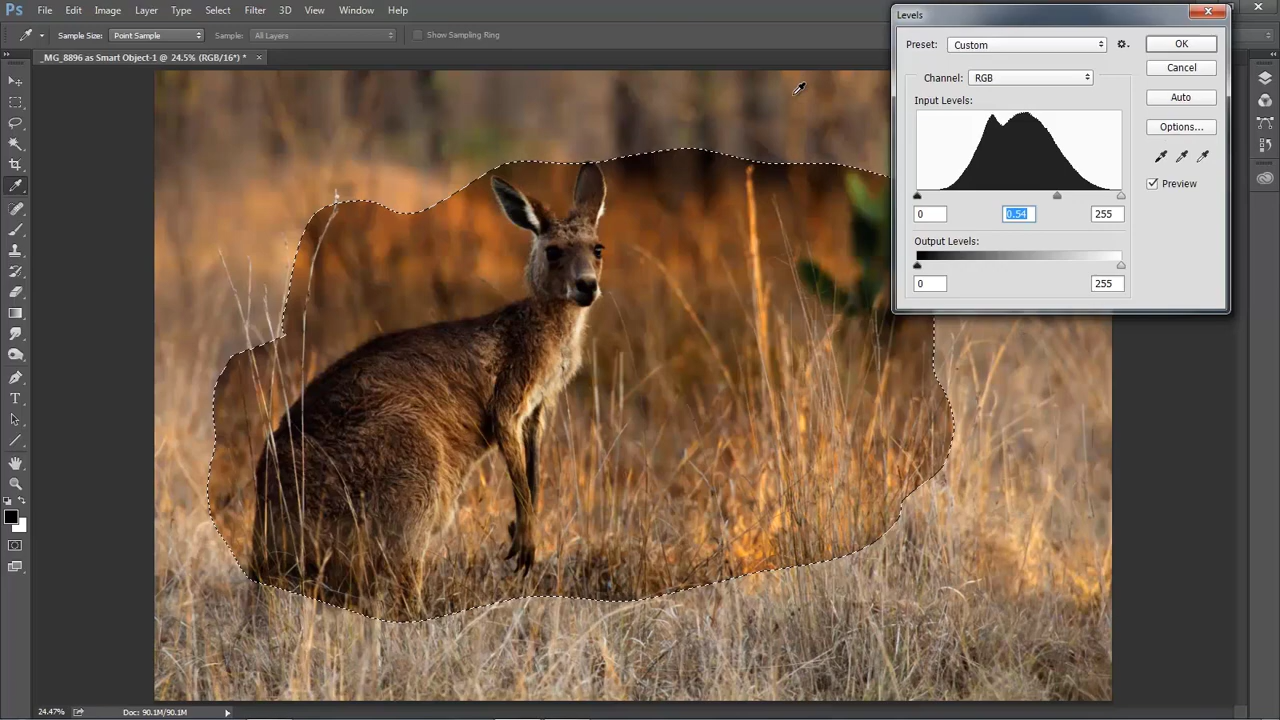 Ps File Edit Image Layer Type Select Filter 3D View Window Help
Sample Size: Point Sample Sample: All Layers Show Sampling Ring
_MG_8896 as Smart Object-1 @ 24.5% (RGB/16*) * ×
Levels
Preset: Custom
OK
Channel: RGB
Cancel
Input Levels:
Auto
Options...
Preview
0 0.54 255
Output Levels:
0 255
T
24.47% Doc: 90.1M/90.1M